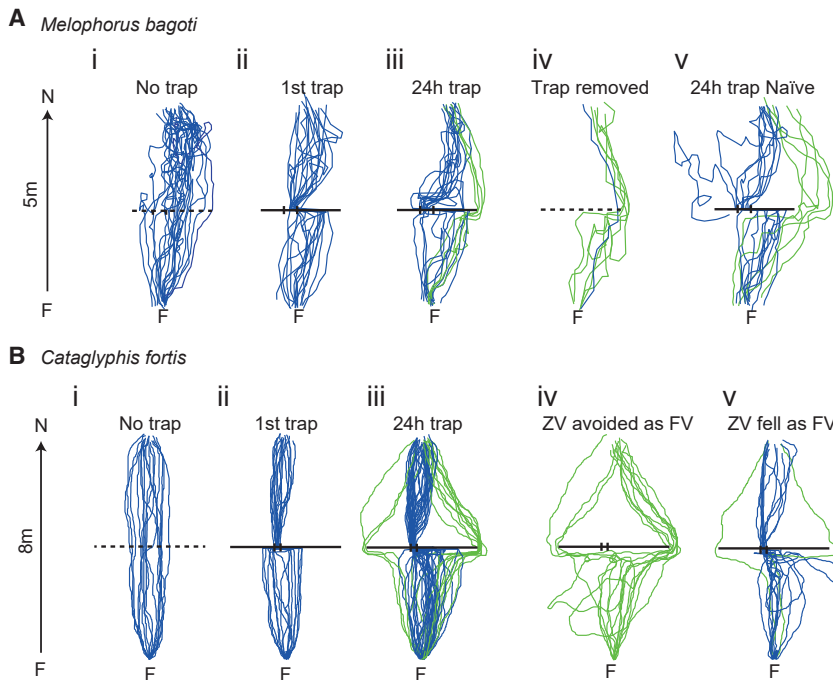 A Melophorus bagoti
i ii iii iv v
No trap 1st trap 24h trap Trap removed 24h trap Naïve
N
5m
F
F F F F F
B Cataglyphis fortis
i ii iii iv v
No trap 1st trap 24h trap ZV avoided as FV ZV fell as FV
N
8m
F
F F F F F